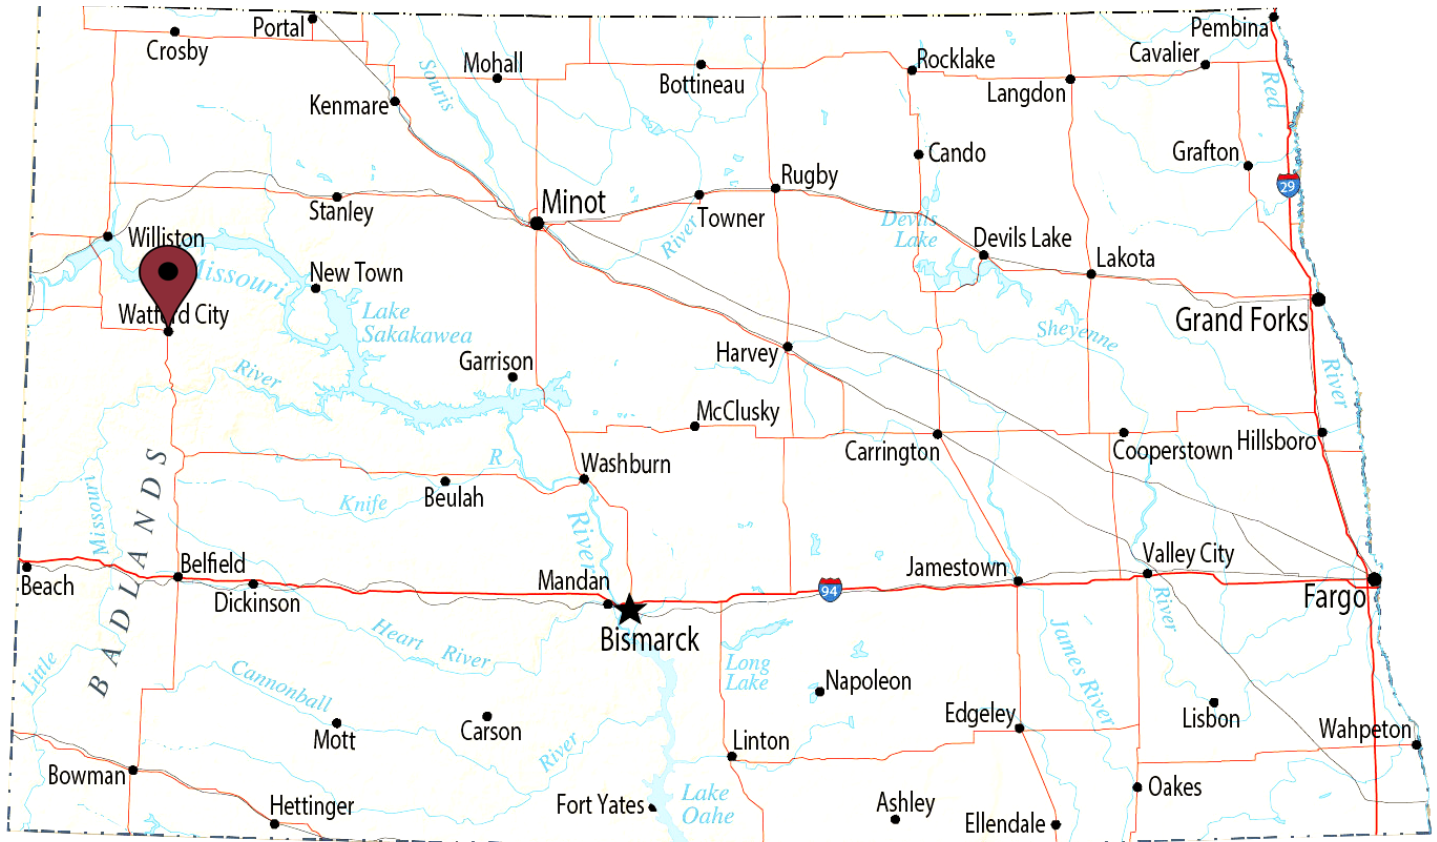 Portal
Crosby
Pembina
Cavalier
Mohall
Rocklake
Bottineau
Langdon
Kenmare
Souris
Red
Grafton
Cando
29
Rugby
Stanley
Minot
Towner
River
Devils
Lake
Devils Lake
Lakota
Williston
Missouri
New Town
Watford City
Lake
Sakakawea
Grand Forks
Sheyenne
Harvey
Garrison
River
River
McClusky
Carrington
Cooperstown
Hillsboro
Washburn
R
Beulah
Knife
Missouri
BADLANDS
River
Belfield
Beach
Dickinson
Mandan
Bismarck
94
Jamestown
Valley City
Fargo
River
Heart River
Little
Cannonball
Long
Lake
James River
Napoleon
Mott
Carson
River
Linton
Edgeley
Lisbon
Wahpeton
Bowman
Hettinger
Fort Yates
Lake
Oahe
Ashley
Oakes
Ellendale